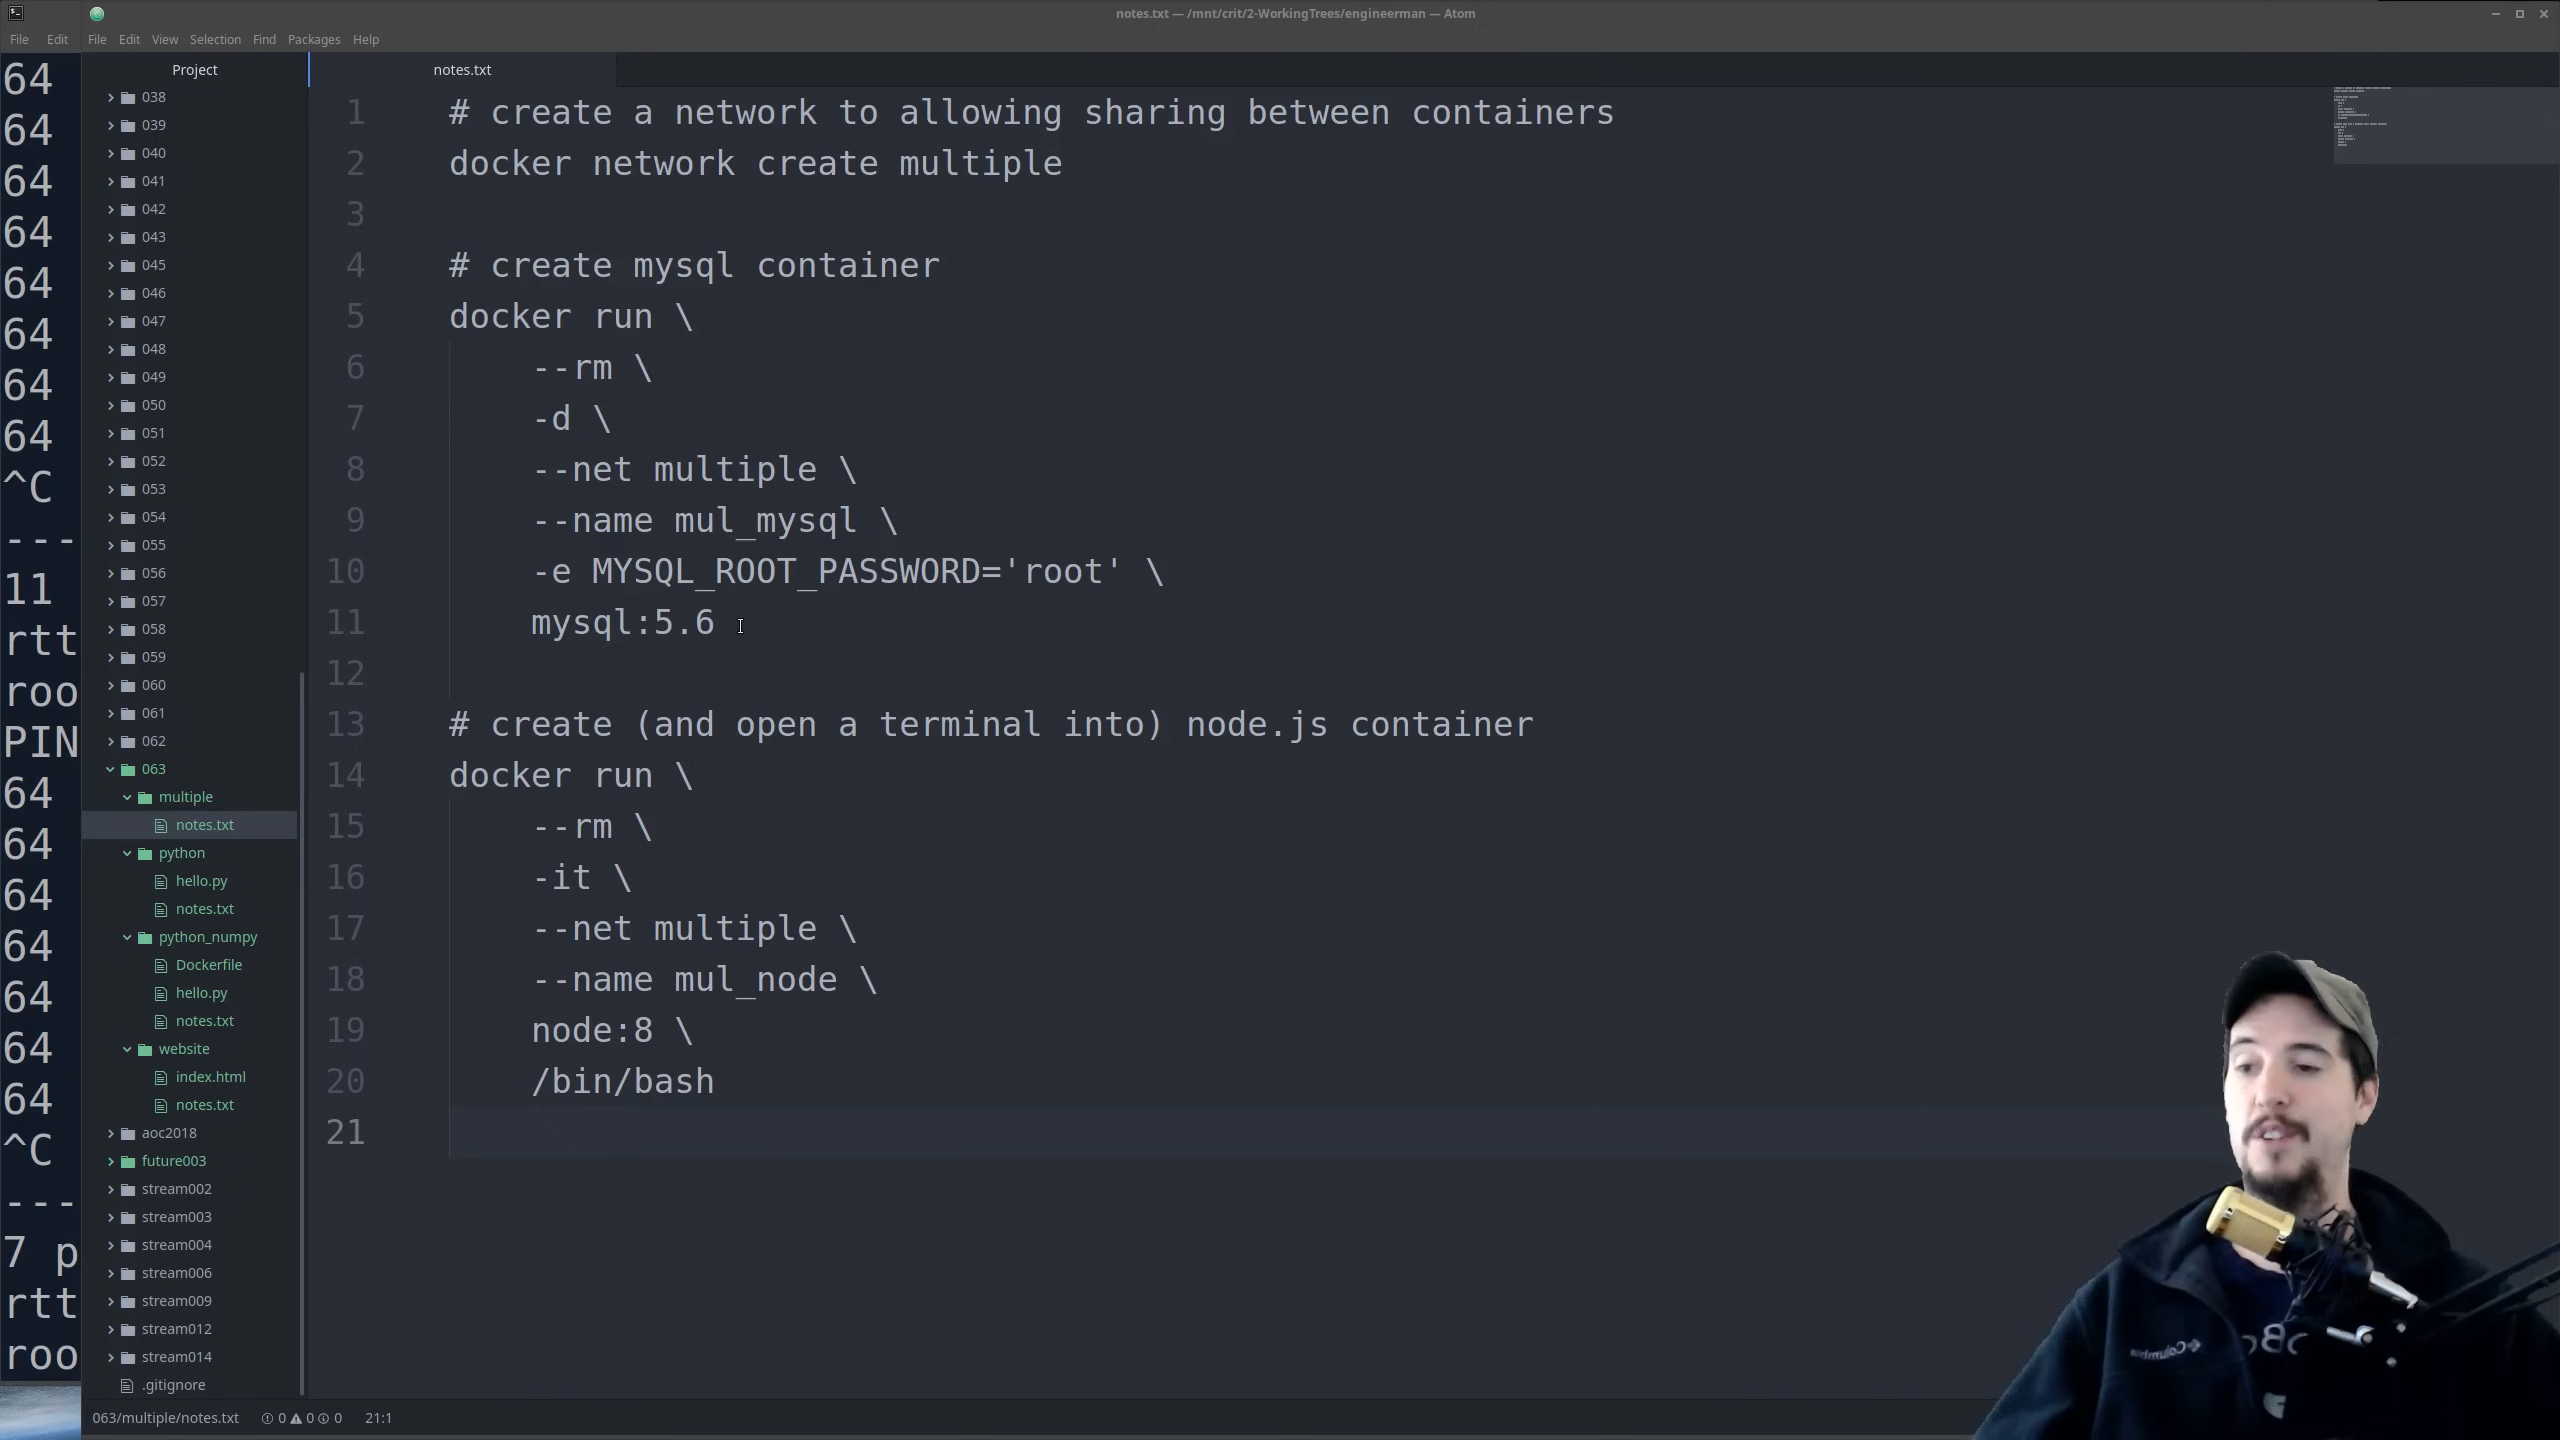 notes.txt — /mnt/crit/2-WorkingTrees/engineerman — Atom
File Edit
File Edit View Selection Find Packages Help
64
64
64
64
64
64
64
64
^C
---
11
rtt
roo
PIN
64
64
64
64
64
64
64
^C
---
7 p
rtt
roo
Project
038
039
040
041
042
043
045
046
047
048
049
050
051
052
053
054
055
056
057
058
059
060
061
062
063
multiple
notes.txt
python
hello.py
notes.txt
python_numpy
Dockerfile
hello.py
notes.txt
website
index.html
notes.txt
aoc2018
future003
stream002
stream003
stream004
stream006
stream009
stream012
stream014
.gitignore
notes.txt
1 # create a network to allowing sharing between containers
2 docker network create multiple
3
4 # create mysql container
5 docker run \
6 --rm \
7 -d \
8 --net multiple \
9 --name mul_mysql \
10 -e MYSQL_ROOT_PASSWORD='root' \
11 mysql:5.6
12
13 # create (and open a terminal into) node.js container
14 docker run \
15 --rm \
16 -it \
17 --net multiple \
18 --name mul_node \
19 node:8 \
20 /bin/bash
21
Columbia
063/multiple/notes.txt 0 0 0 21:1